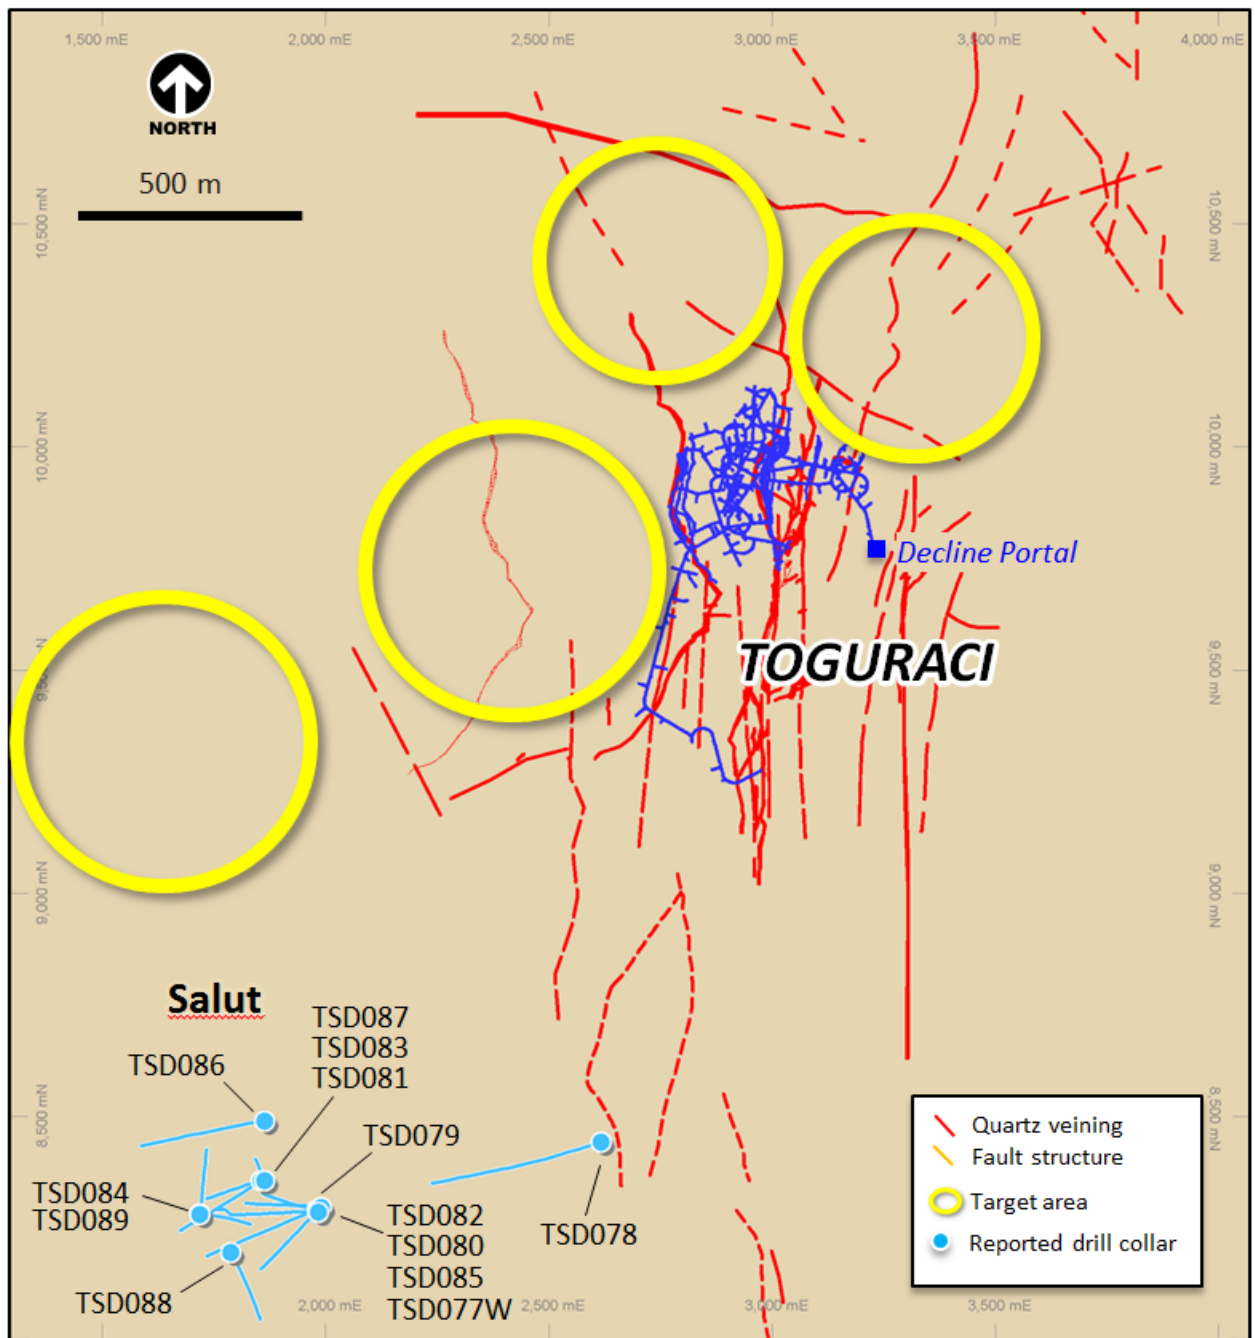 1,500 mE
2,000 mE
2,500 mE
3,000 mE
3,500 mE
4,000 mE
NORTH
500 m
10,500 mN
10,500 mN
10,000 mN
10,000 mN
Decline Portal
TOGURACI
9,500 mN
9,000 mN
9,000 mN
Salut
TSD087
TSD083
TSD081
TSD086
TSD079
8,500 mN
8,500 mN
TSD084
TSD089
TSD082
TSD080
TSD085
TSD077W
TSD078
TSD088
Quartz veining
Fault structure
Target area
Reported drill collar
2,000 mE
2,500 mE
3,000 mE
3,500 mE